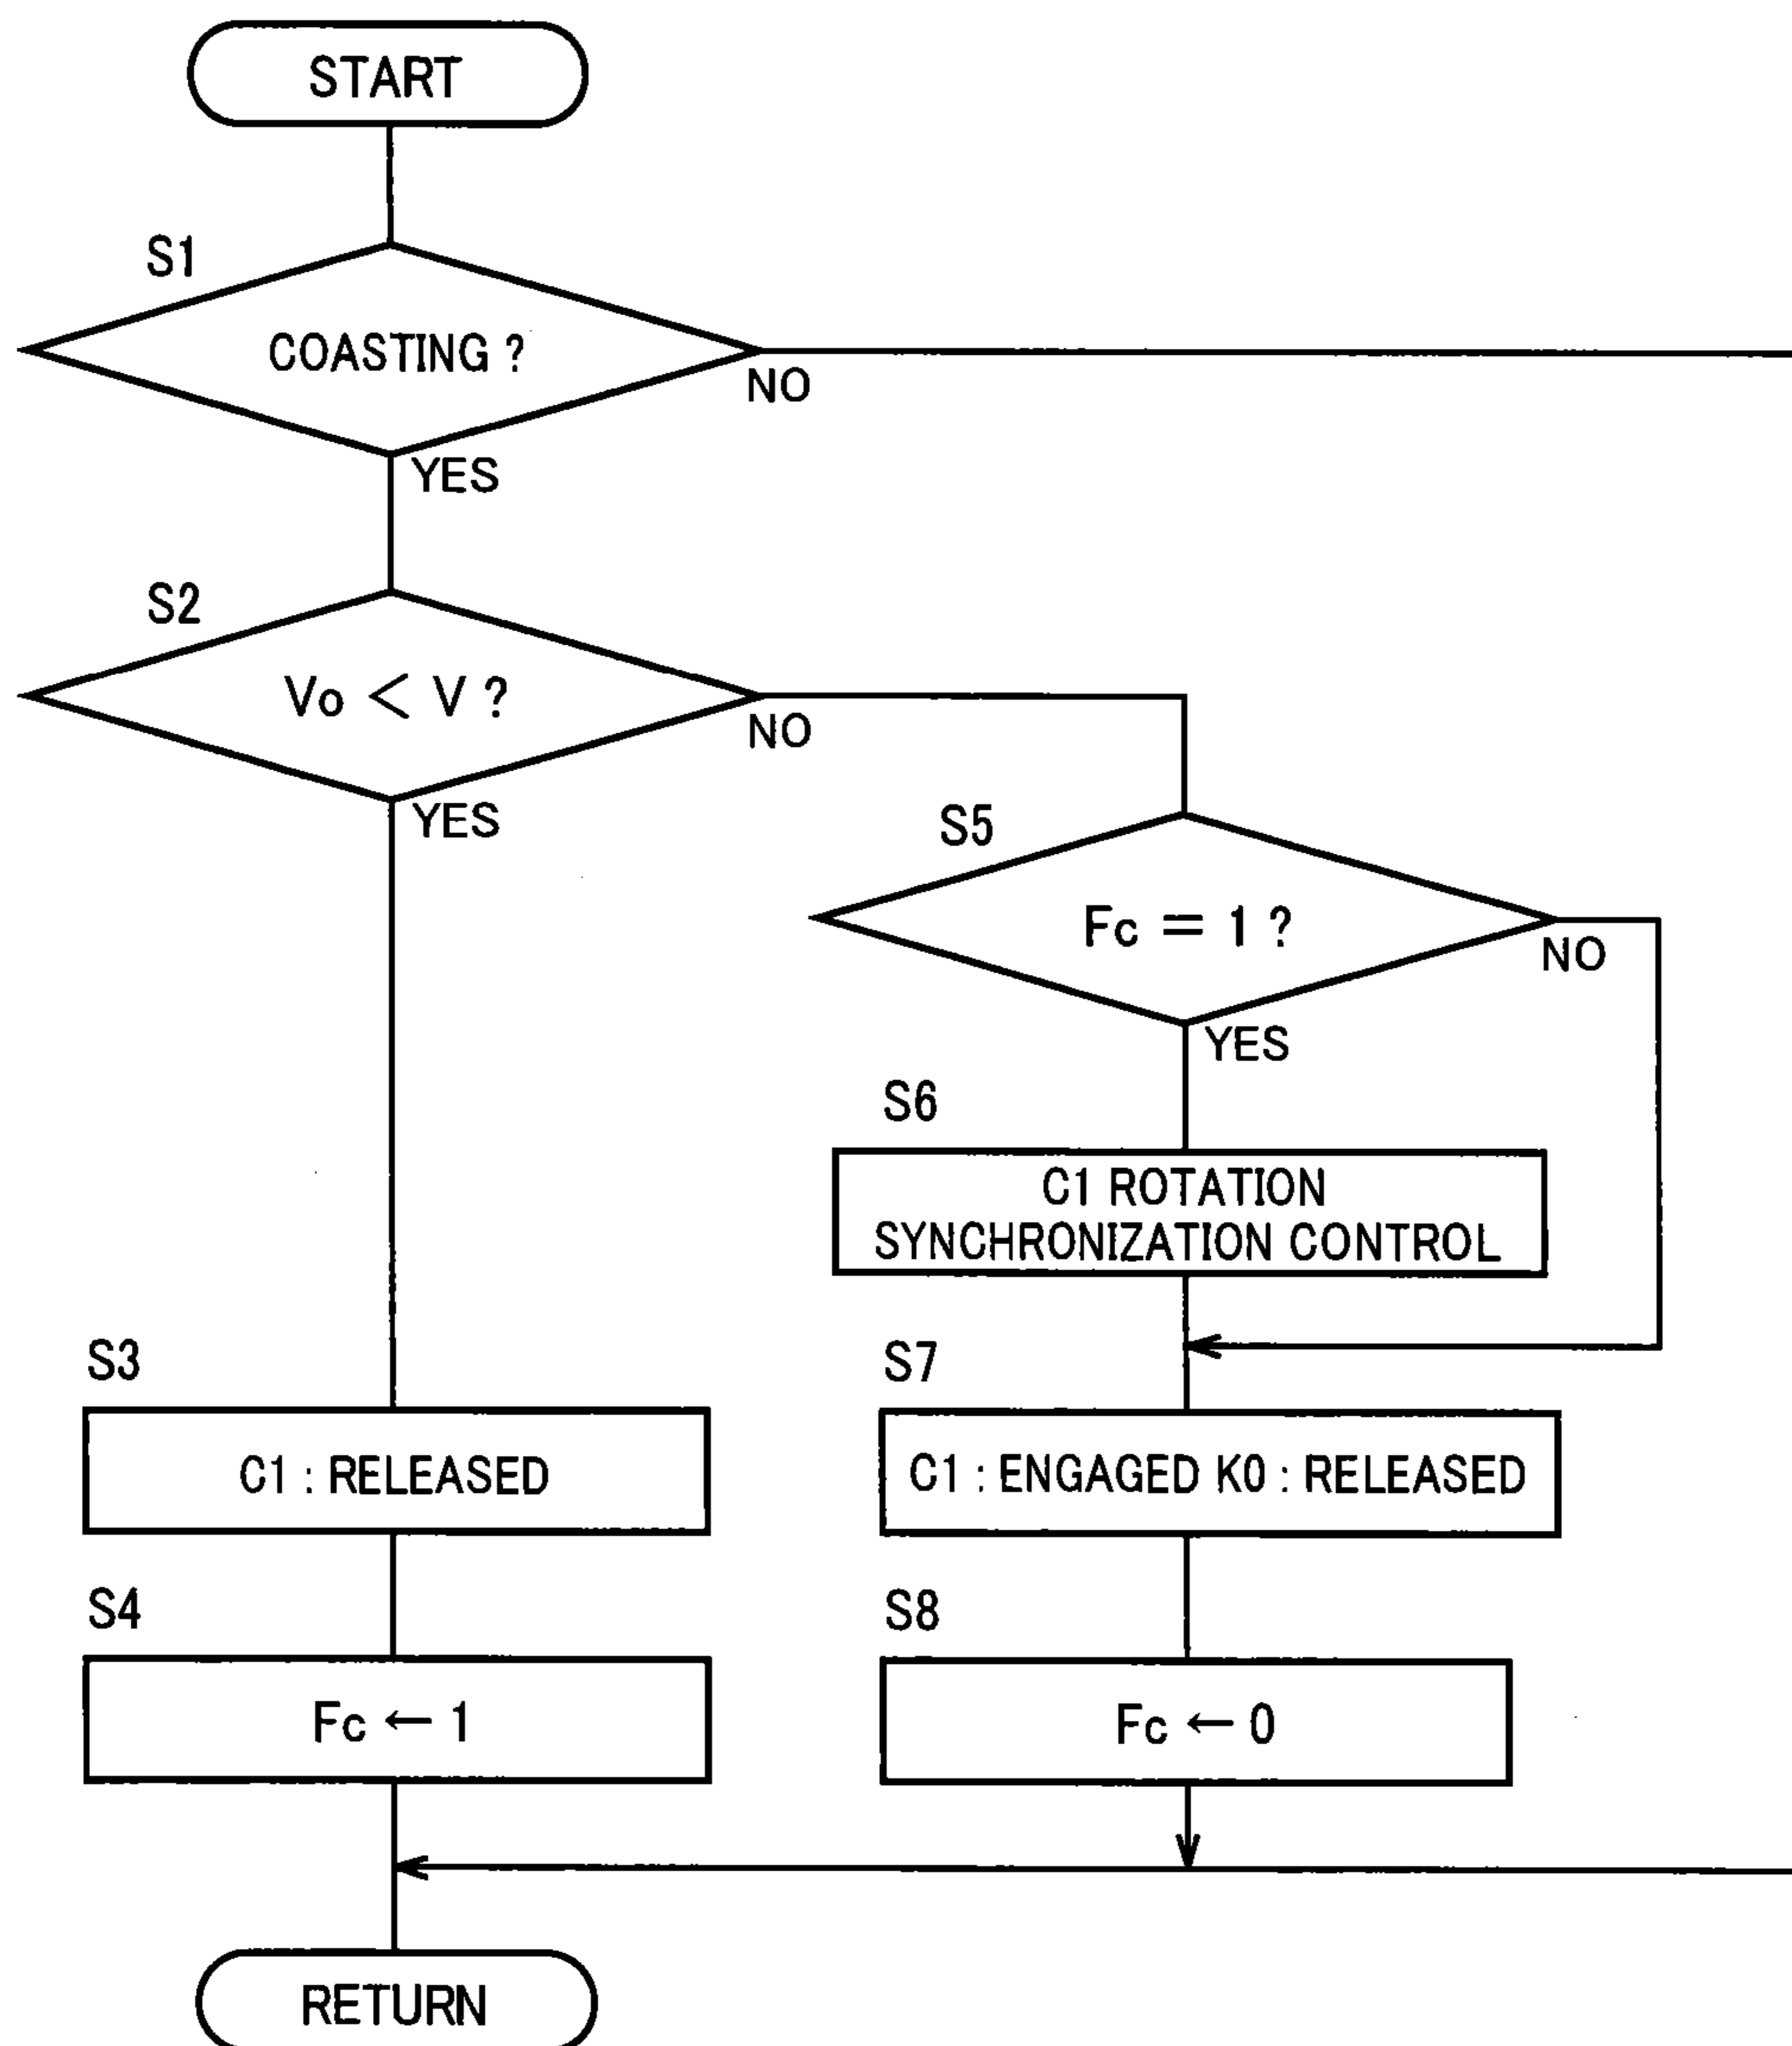 START
S1
COASTING ?
NO
YES
S2
Vo < V ?
NO
YES
S5
Fc = 1 ?
NO
YES
S6
C1 ROTATION
SYNCHRONIZATION CONTROL
S3
C1 : RELEASED
S7
C1 : ENGAGED K0 : RELEASED
S4
Fc ← 1
S8
Fc ← 0
RETURN